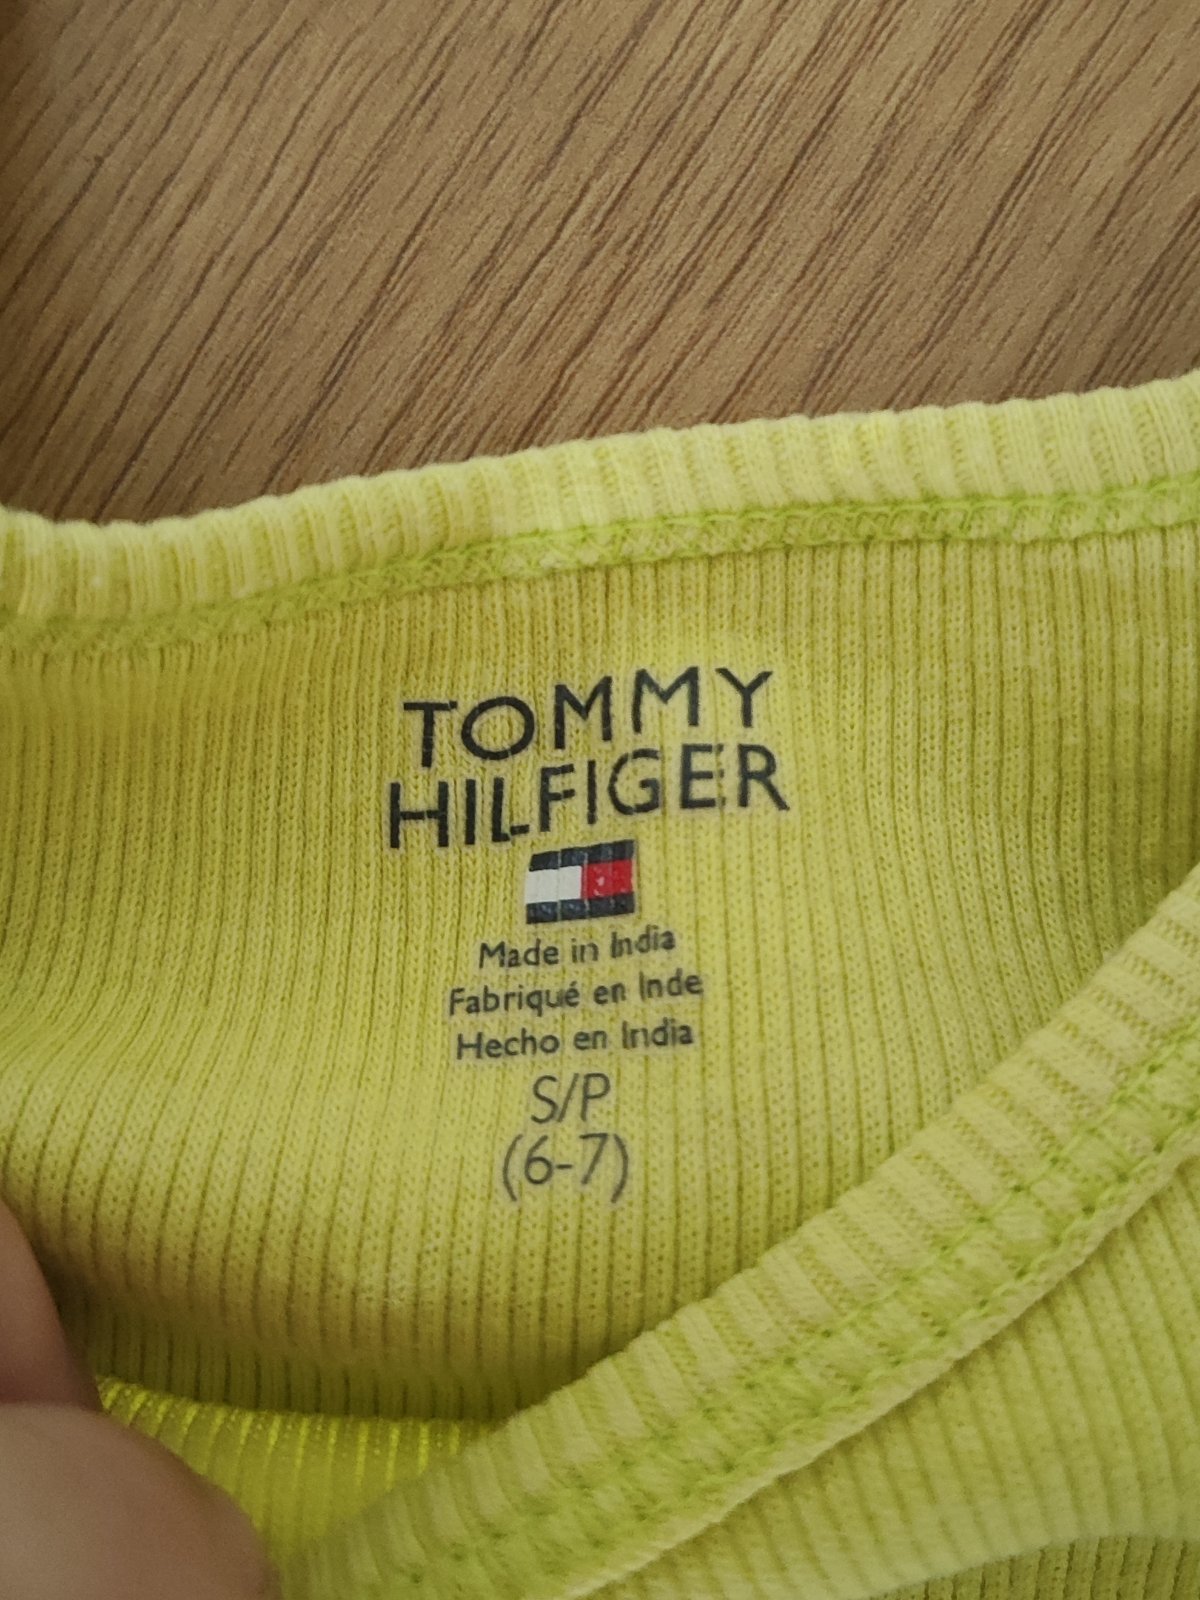 TOMMY
HILFIGER
Made in India
Fabriqué en Inde
Hecho en India
S/P
(6-7)